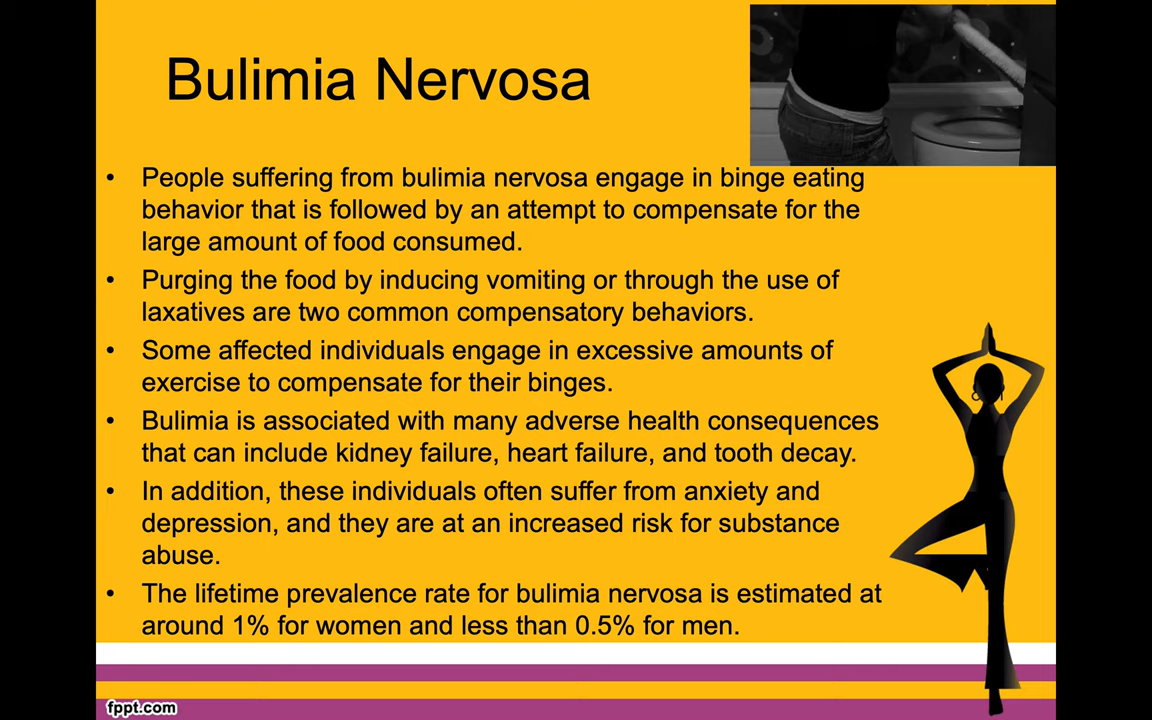 Bulimia Nervosa
• People suffering from bulimia nervosa engage in binge eating
behavior that is followed by an attempt to compensate for the
large amount of food consumed.
• Purging the food by inducing vomiting or through the use of
laxatives are two common compensatory behaviors.
• Some affected individuals engage in excessive amounts of
exercise to compensate for their binges.
• Bulimia is associated with many adverse health consequences
that can include kidney failure, heart failure, and tooth decay.
• In addition, these individuals often suffer from anxiety and
depression, and they are at an increased risk for substance
abuse.
• The lifetime prevalence rate for bulimia nervosa is estimated at
around 1% for women and less than 0.5% for men.
fppt.com